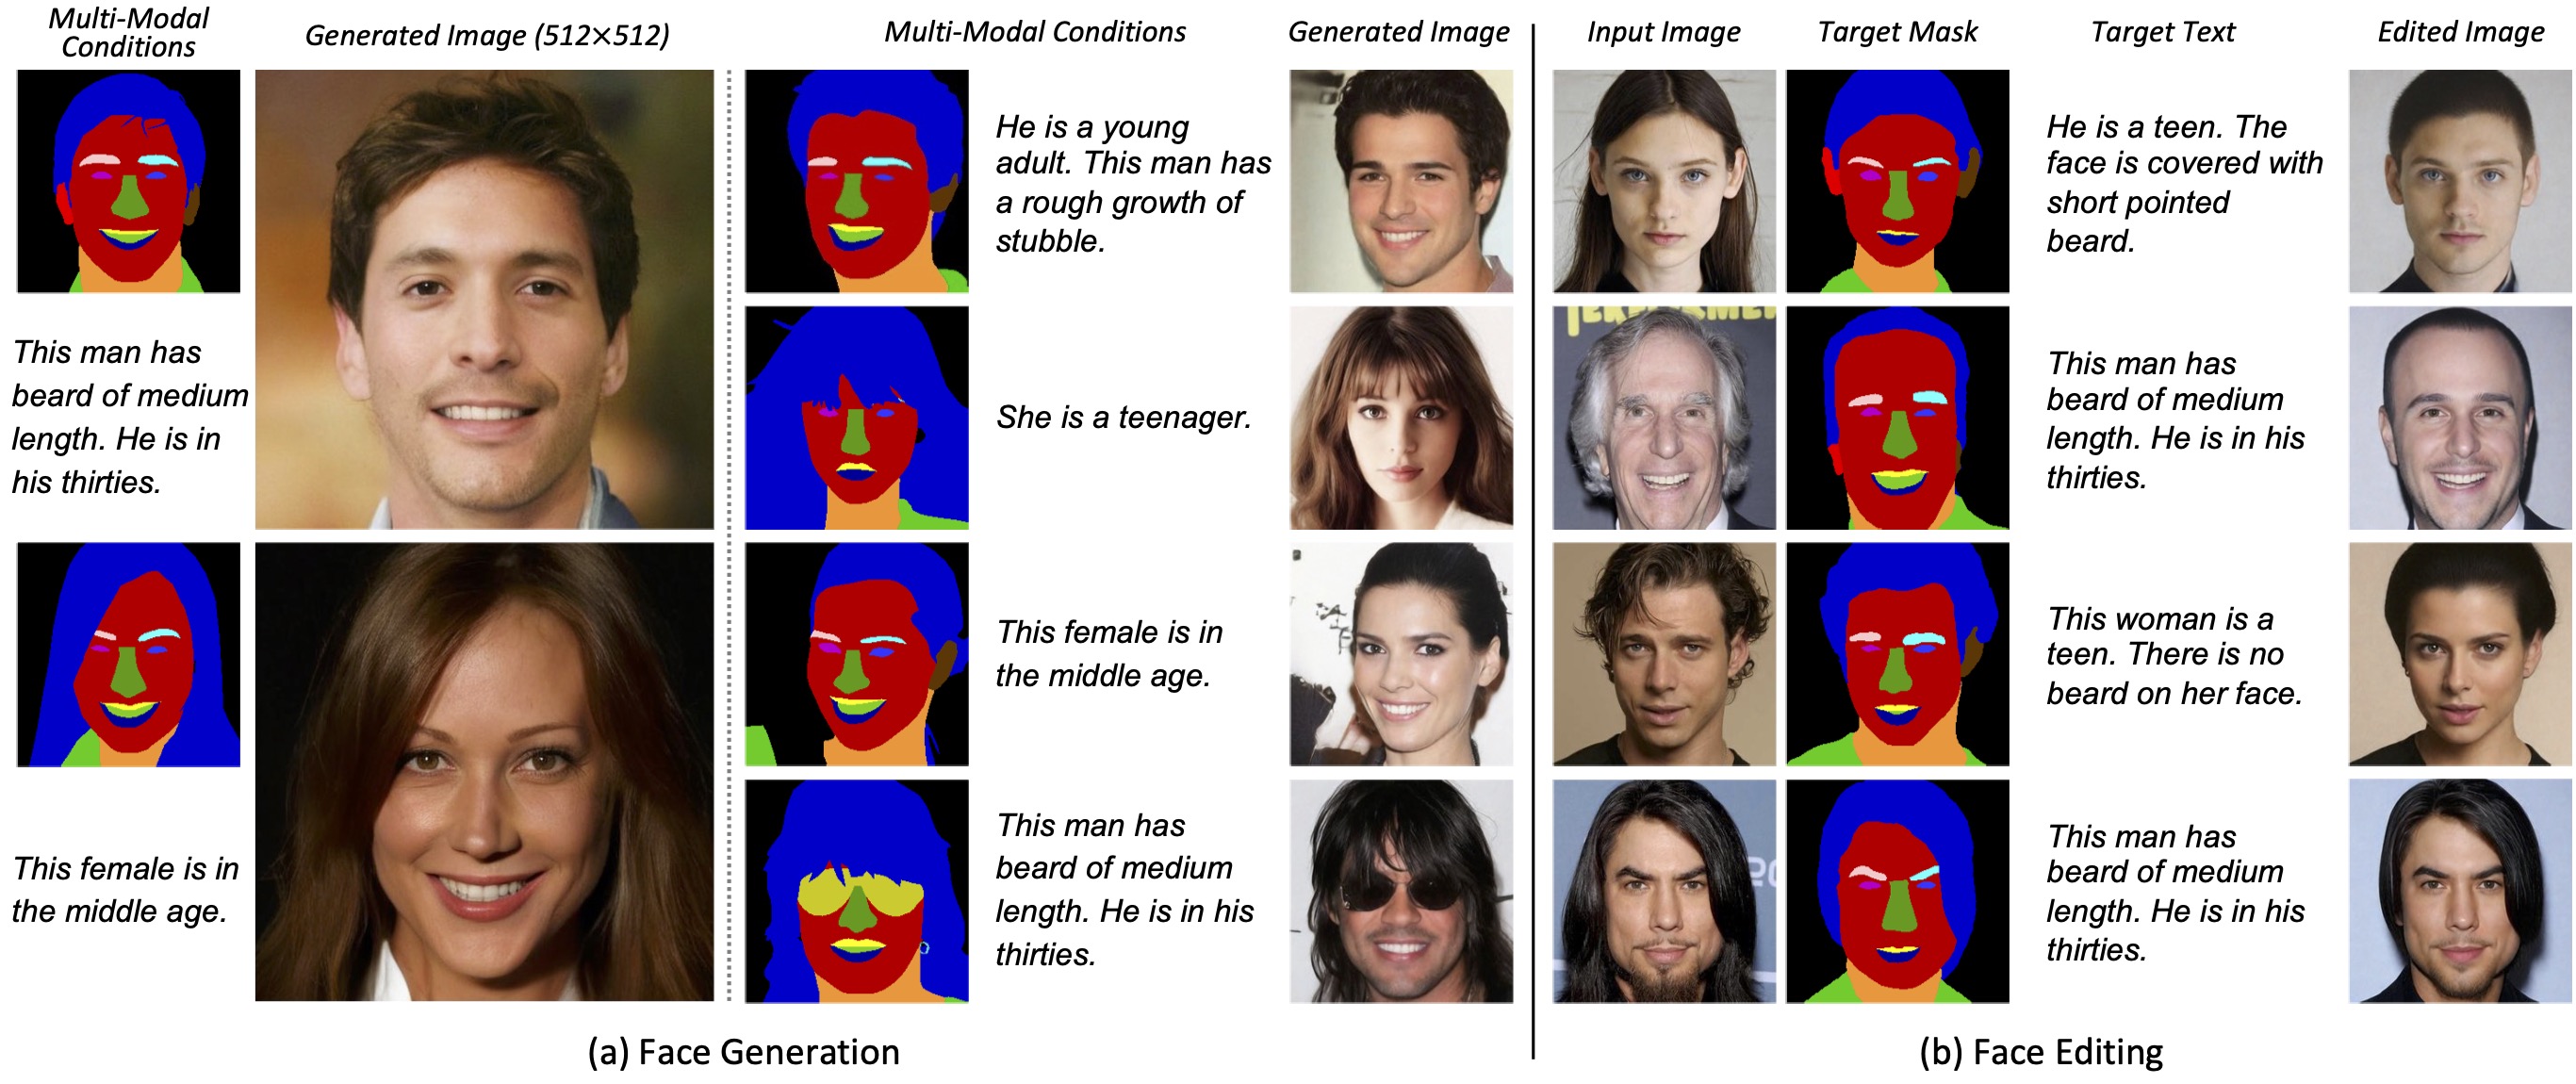 Multi-Modal
Conditions
Generated Image (512×512)
Multi-Modal Conditions
Generated Image
Input Image
Target Mask
Target Text
Edited Image
This man has
beard of medium
length. He is in
his thirties.
This female is in
the middle age.
He is a young
adult. This man has
a rough growth of
stubble.
She is a teenager.
This female is in
the middle age.
This man has
beard of medium
length. He is in his
thirties.
He is a teen. The
face is covered with
short pointed
beard.
This man has
beard of medium
length. He is in his
thirties.
This woman is a
teen. There is no
beard on her face.
This man has
beard of medium
length. He is in his
thirties.
(a) Face Generation
(b) Face Editing